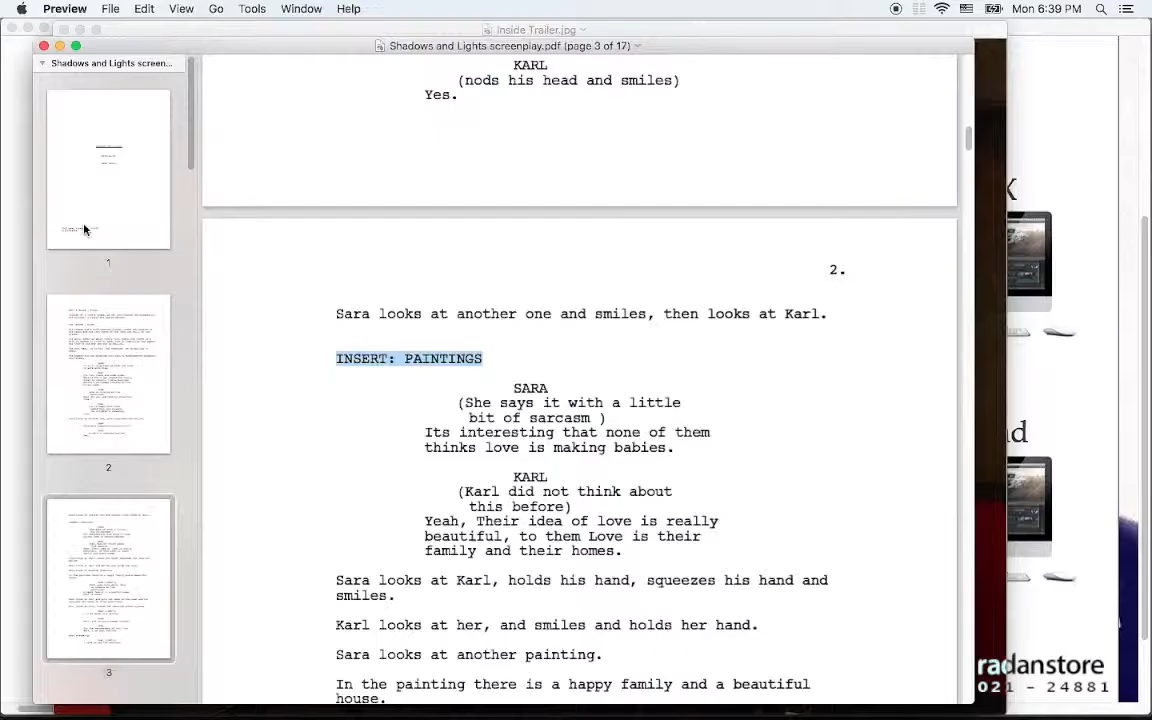 Preview File Edit View Go Tools Window Help Mon 6:39 PM
Inside Trailer.jpg
Shadows and Lights screenplay.pdf (page 3 of 17)
Shadows and Lights screen...
1
2
3
KARL
(nods his head and smiles)
Yes.
2.
Sara looks at another one and smiles, then looks at Karl.
INSERT: PAINTINGS
SARA
(She says it with a little
bit of sarcasm )
Its interesting that none of them
thinks love is making babies.
KARL
(Karl did not think about
this before)
Yeah, Their idea of love is really
beautiful, to them Love is their
family and their homes.
Sara looks at Karl, holds his hand, squeezes his hand and
smiles.
Karl looks at her, and smiles and holds her hand.
Sara looks at another painting.
In the painting there is a happy family and a beautiful
house.
X
nd
radanstore
021 - 24881